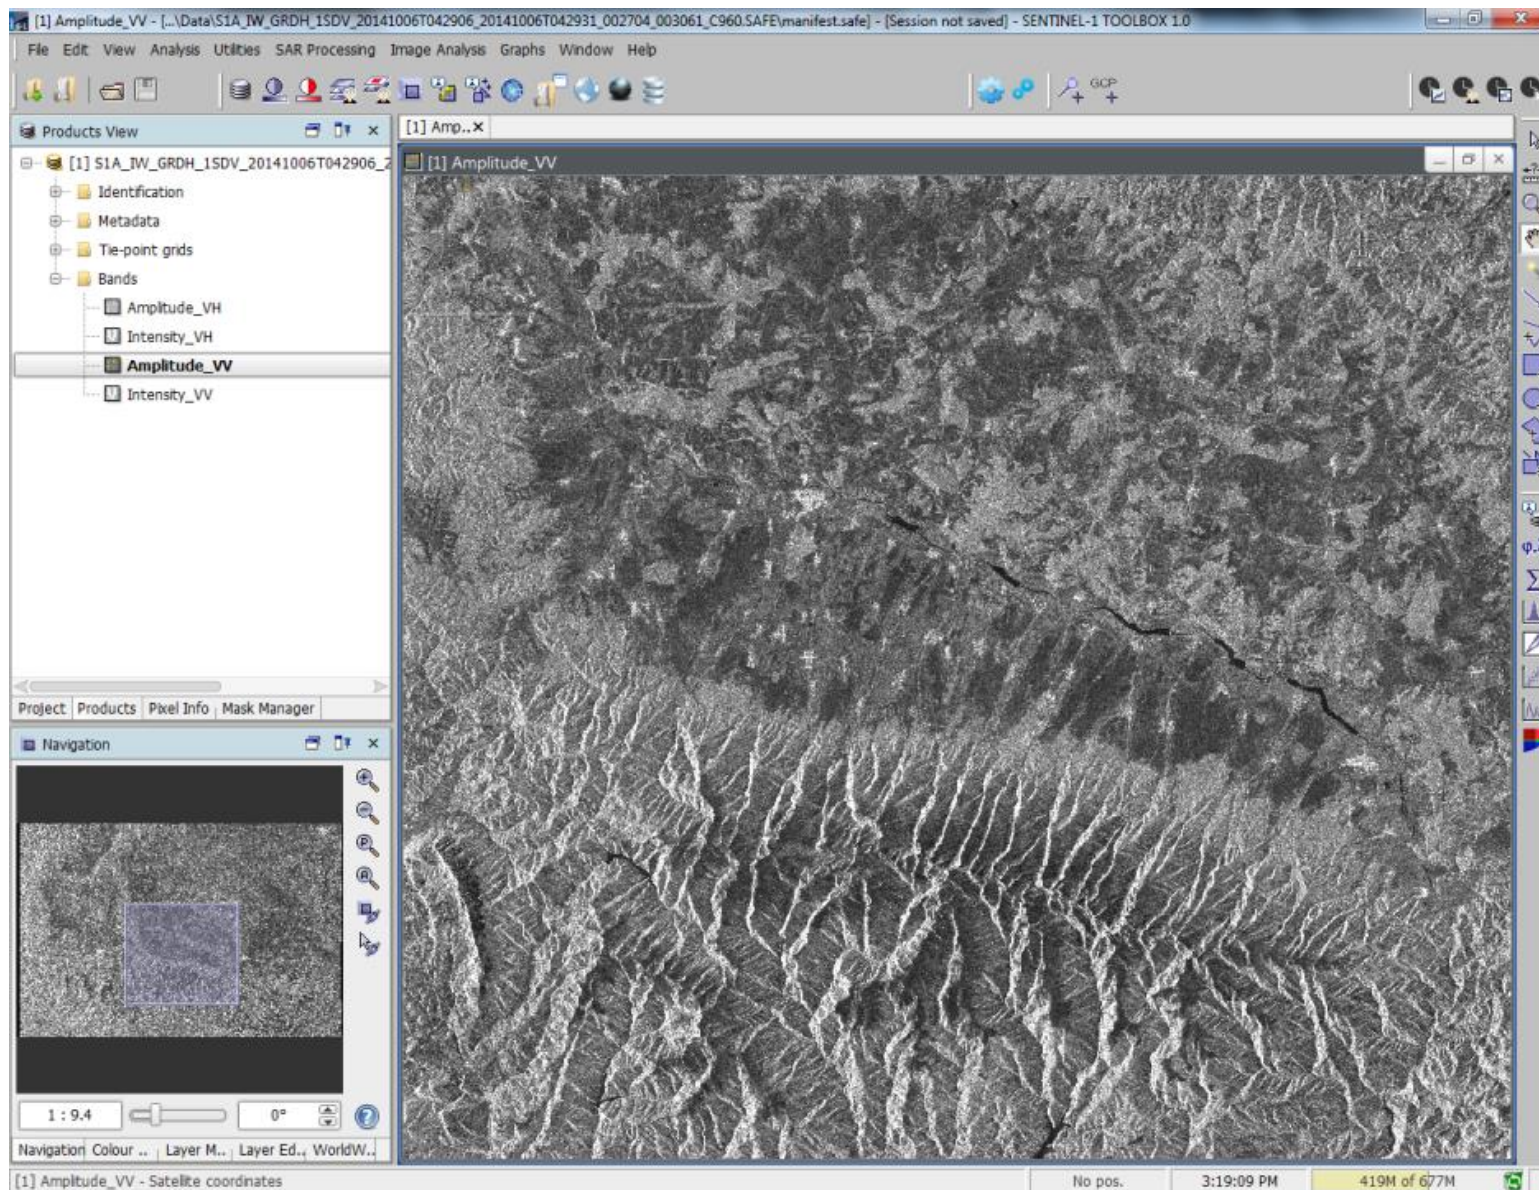 [1] Amplitude_VV - [...\Data\S1A_IW_GRDH_1SDV_20141006T042906_20141006T042931_002704_003061_C960.SAFE\manifest.safe] - [Session not saved] - SENTINEL-1 TOOLBOX 1.0
File Edit View Analysis Utilities SAR Processing Image Analysis Graphs Window Help
GCP
Products View
[1] Amp..
[1] S1A_IW_GRDH_1SDV_20141006T042906_2
[1] Amplitude_VV
Identification
Metadata
Tie-point grids
Bands
Amplitude_VH
Intensity_VH
Amplitude_VV
Intensity_VV
Project Products Pixel Info Mask Manager
Navigation
1 : 9.4 0°
Navigation Colour .. Layer M.. Layer Ed.. WorldW..
[1] Amplitude_VV - Satellite coordinates No pos. 3:19:09 PM 419M of 677M